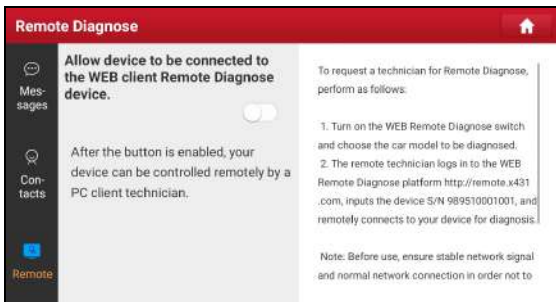 Remote Diagnose
Mes-
sages
Con-
tacts
Remote
Allow device to be connected to
the WEB client Remote Diagnose
device.
After the button is enabled, your
device can be controlled remotely by a
PC client technician.
To request a technician for Remote Diagnose,
perform as follows:
1. Turn on the WEB Remote Diagnose switch
and choose the car model to be diagnosed.
2. The remote technician logs in to the WEB
Remote Diagnose platform http://remote.x431
.com, inputs the device S/N 989510001001, and
remotely connects to your device for diagnosis.
Note: Before use, ensure stable network signal
and normal network connection in order not to